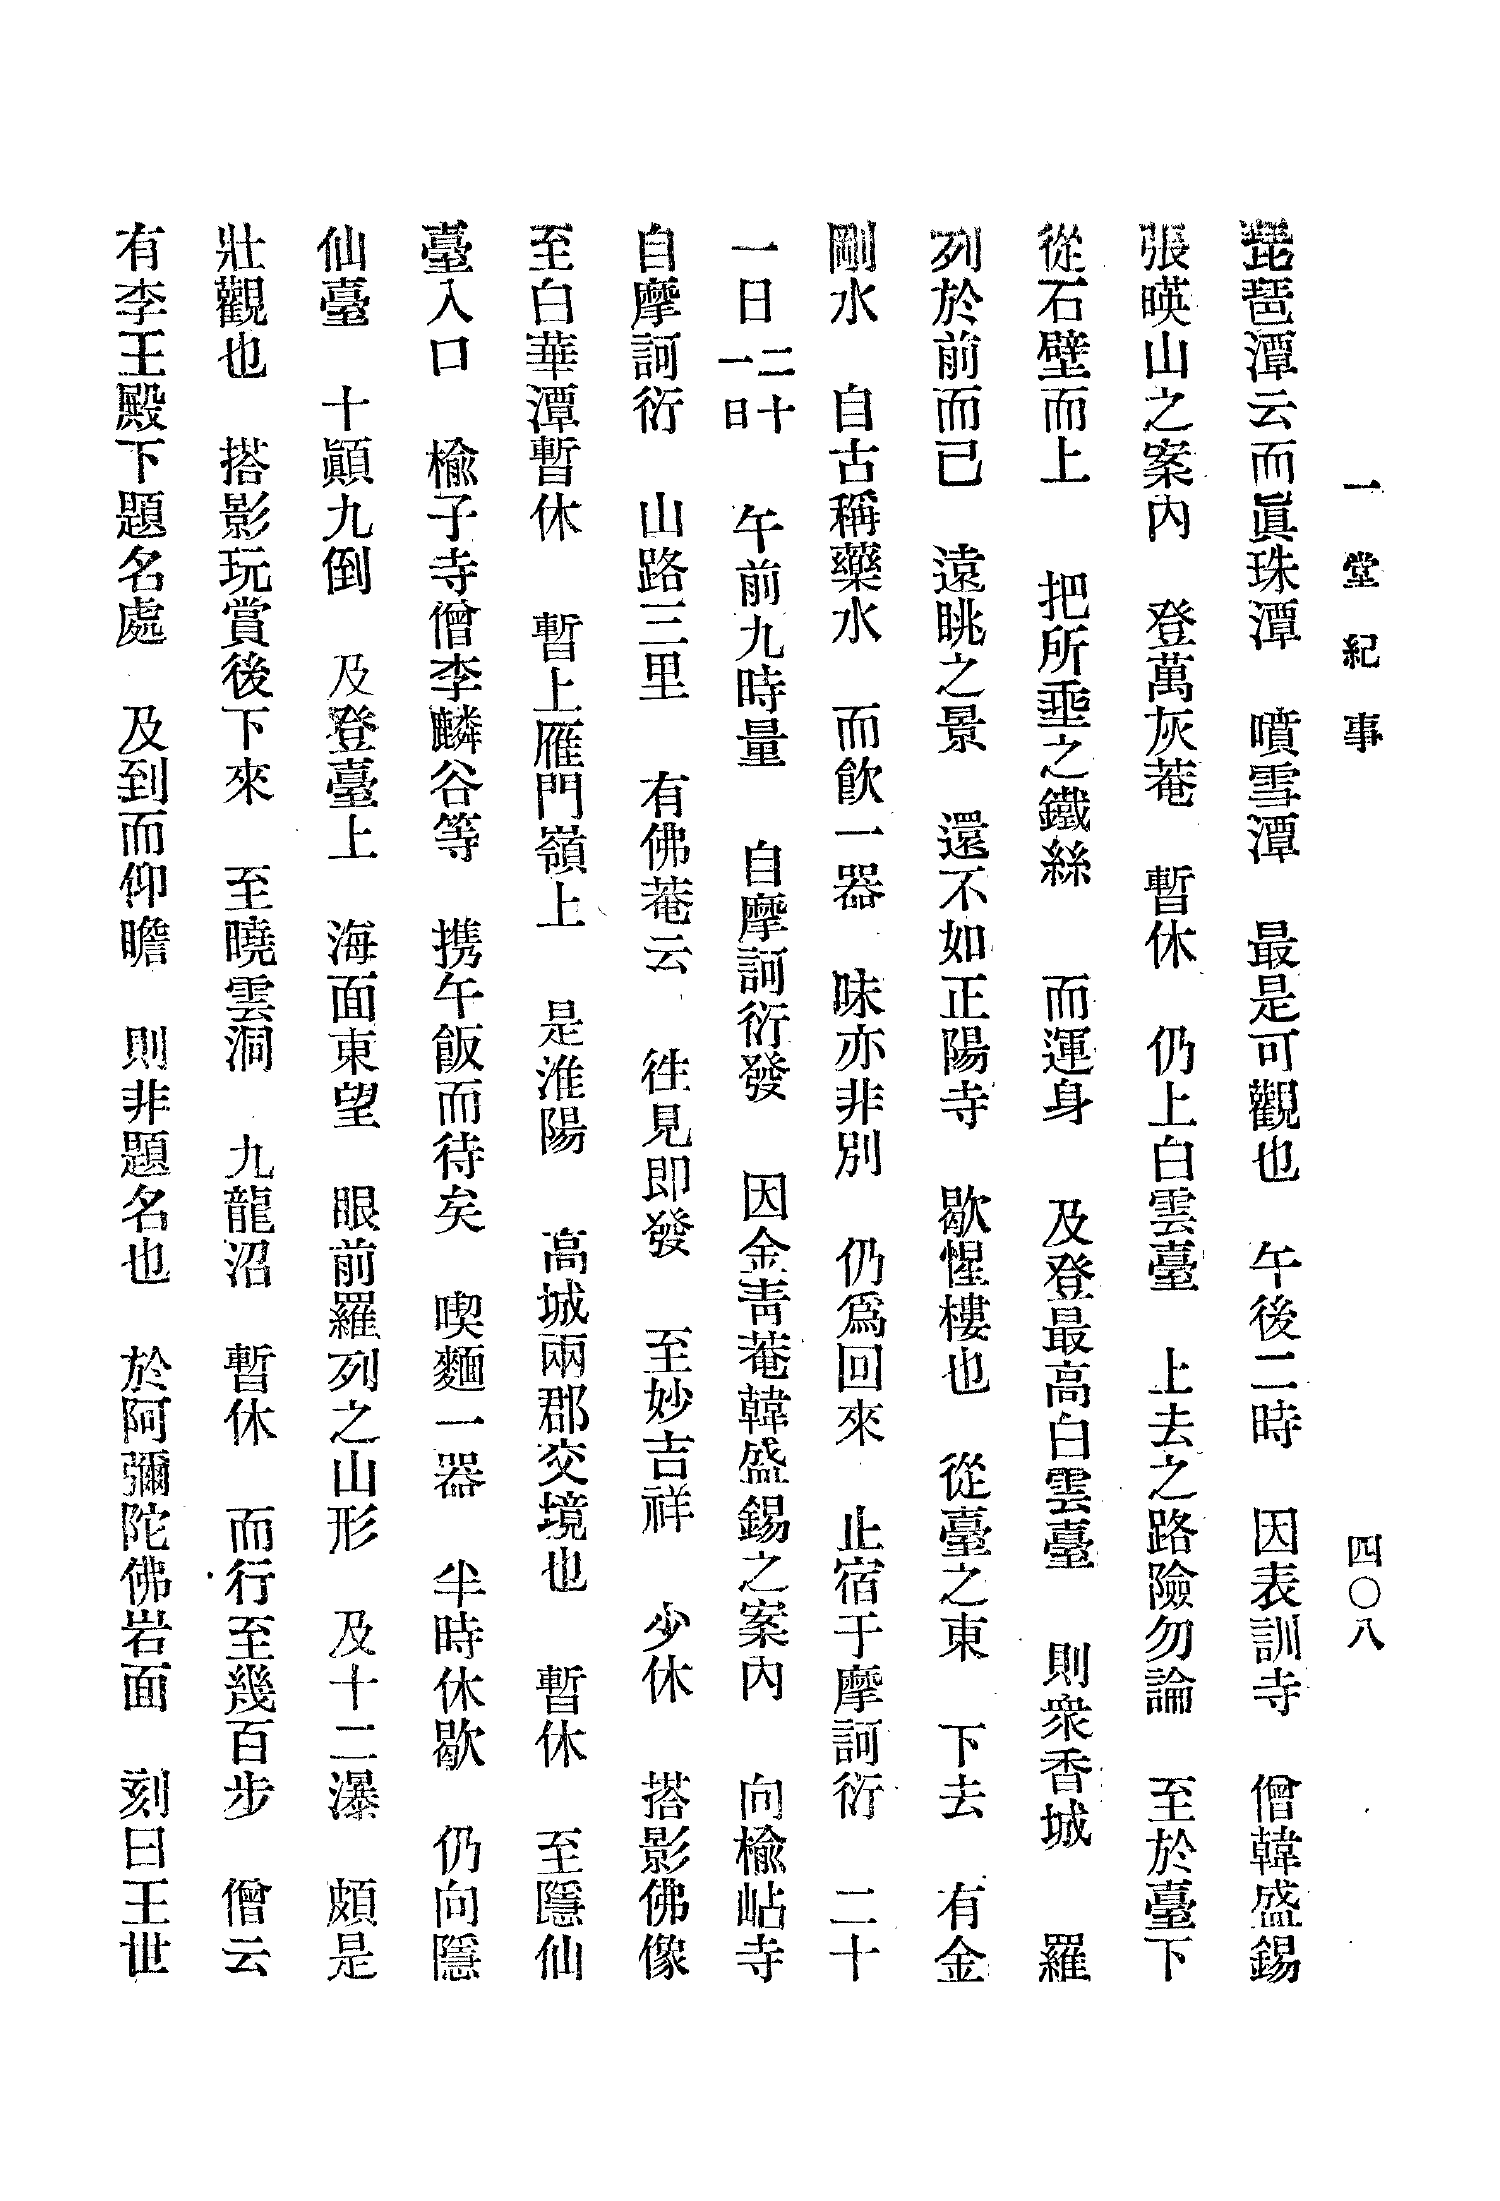 一堂紀事
四〇八
琵琶潭云而眞珠潭 噴雪潭 最是可觀也 午後二時 因表訓寺 僧韓盛錫
張暎山之案內 登萬灰菴 暫休 仍上白雲臺 上去之路險勿論 至於臺下
從石壁而上 把所垂之鐵絲 而運身 及登最高白雲臺 則衆香城 羅
列於前而已 遠眺之景 還不如正陽寺 歇惺樓也 從臺之東 下去 有金
剛水 自古稱藥水 而飮一器 味亦非別 仍爲回來 止宿于摩訶衍 二十
一日 二十一日 午前九時量 自摩訶衍發 因金靑菴韓盛錫之案內 向楡岾寺
自摩訶衍 山路三里 有佛菴云 往見即發 至妙吉祥 少休 搭影佛像
至白華潭暫休 暫上雁門嶺上 是淮陽 高城兩郡交境也 暫休 至隱仙
臺入口 楡子寺僧李麟谷等 携午飯而待矣 喫麵一器 半時休歇 仍向隱
仙臺 十顚九倒 及登臺上 海面東望 眼前羅列之山形 及十二瀑 頗是
壯觀也 搭影玩賞後下來 至曉雲洞 九龍沼 暫休 而行至幾百步 僧云
有李王殿下題名處 及到而仰瞻 則非題名也 於阿彌陀佛岩面 刻曰王世